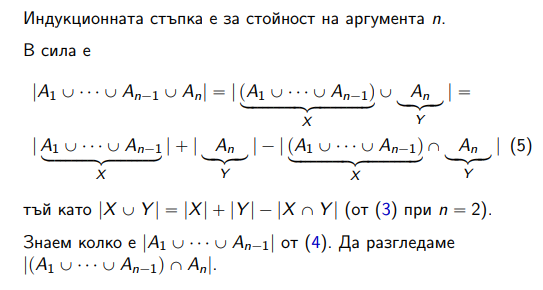 Индукционната стъпка е за стойност на аргумента n.
В сила е
|A₁ ∪ ··· ∪ Aₙ₋₁ ∪ Aₙ| = | (A₁ ∪ ··· ∪ Aₙ₋₁) ∪ Aₙ | =
X Y
| A₁ ∪ ··· ∪ Aₙ₋₁ | + | Aₙ | − | (A₁ ∪ ··· ∪ Aₙ₋₁) ∩ Aₙ | (5)
X Y X Y
тъй като |X ∪ Y| = |X| + |Y| − |X ∩ Y| (от (3) при n = 2).
Знаем колко е |A₁ ∪ ··· ∪ Aₙ₋₁| от (4). Да разгледаме
|(A₁ ∪ ··· ∪ Aₙ₋₁) ∩ Aₙ|.